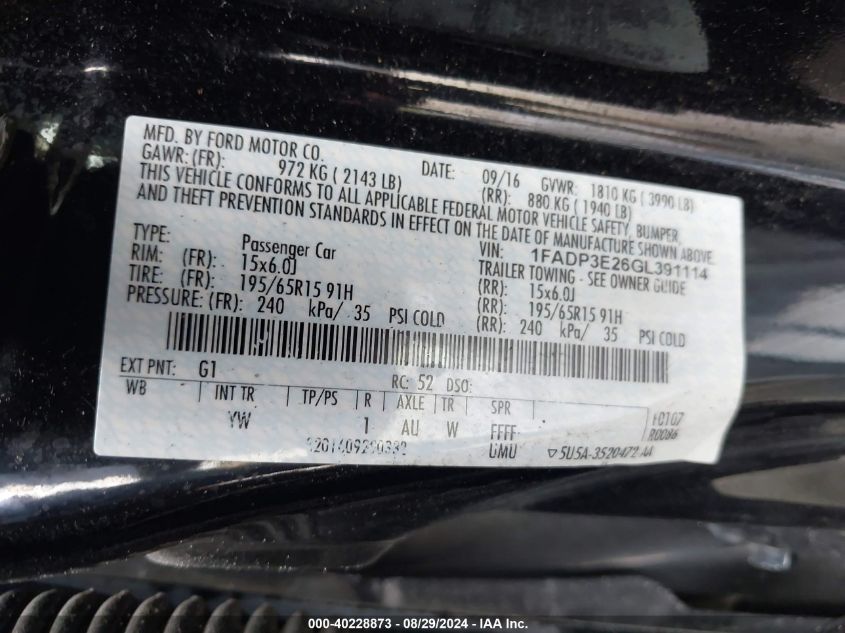 MFD. BY FORD MOTOR CO. DATE: 09/16 GVWR: 1810 KG ( 3990 LB)
GAWR: (FR): 972 KG ( 2143 LB) (RR): 880 KG ( 1940 LB)
THIS VEHICLE CONFORMS TO ALL APPLICABLE FEDERAL MOTOR VEHICLE SAFETY, BUMPER,
AND THEFT PREVENTION STANDARDS IN EFFECT ON THE DATE OF MANUFACTURE SHOWN ABOVE.
VIN: 1FADP3E26GL391114
TYPE: Passenger Car TRAILER TOWING - SEE OWNER GUIDE
RIM: (FR): 15x6.0J (RR): 15x6.0J
TIRE: (FR): 195/65R15 91H (RR): 195/65R15 91H
PRESSURE: (FR): 240 kPa/ 35 PSI COLD (RR): 240 kPa/ 35 PSI COLD
EXT PNT: G1 RC: 52 DSO:
WB INT TR TP/PS R AXLE TR SPR F0107
YW 1 AU W FFFF R0086
UMU ▽ 5U5A-3520472-AA
000-40228873 - 08/29/2024 - IAA Inc.